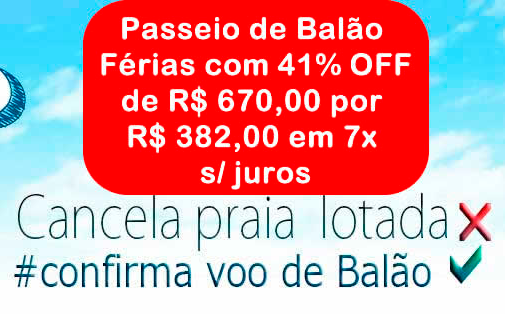 Passeio de Balão
Férias com 41% OFF
de R$ 670,00 por
R$ 382,00 em 7x
s/ juros
Cancela praia lotada
#confirma voo de Balão